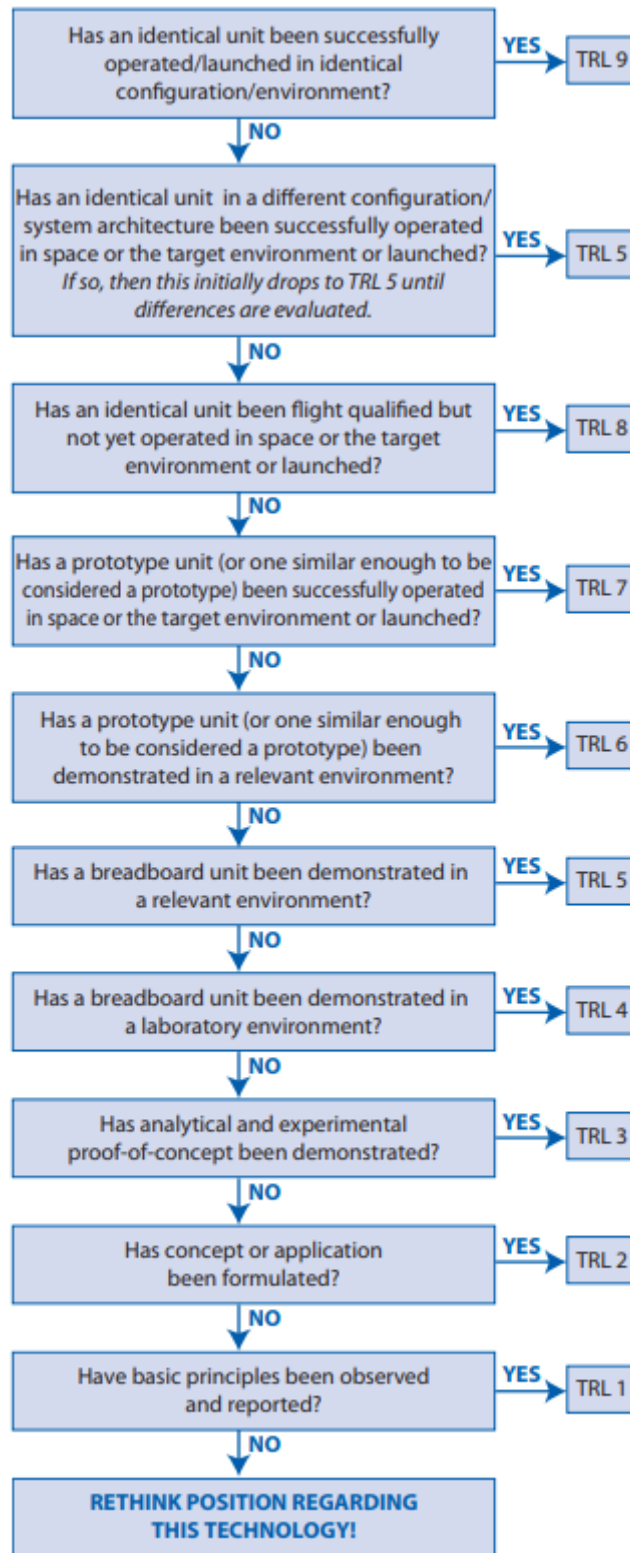 Has an identical unit been successfully
operated/launched in identical
configuration/environment?
YES
TRL 9
NO
Has an identical unit in a different configuration/
system architecture been successfully operated
in space or the target environment or launched?
If so, then this initially drops to TRL 5 until
differences are evaluated.
YES
TRL 5
NO
Has an identical unit been flight qualified but
not yet operated in space or the target
environment or launched?
YES
TRL 8
NO
Has a prototype unit (or one similar enough to be
considered a prototype) been successfully operated
in space or the target environment or launched?
YES
TRL 7
NO
Has a prototype unit (or one similar enough
to be considered a prototype) been
demonstrated in a relevant environment?
YES
TRL 6
NO
Has a breadboard unit been demonstrated in
a relevant environment?
YES
TRL 5
NO
Has a breadboard unit been demonstrated in
a laboratory environment?
YES
TRL 4
NO
Has analytical and experimental
proof-of-concept been demonstrated?
YES
TRL 3
NO
Has concept or application
been formulated?
YES
TRL 2
NO
Have basic principles been observed
and reported?
YES
TRL 1
NO
RETHINK POSITION REGARDING
THIS TECHNOLOGY!